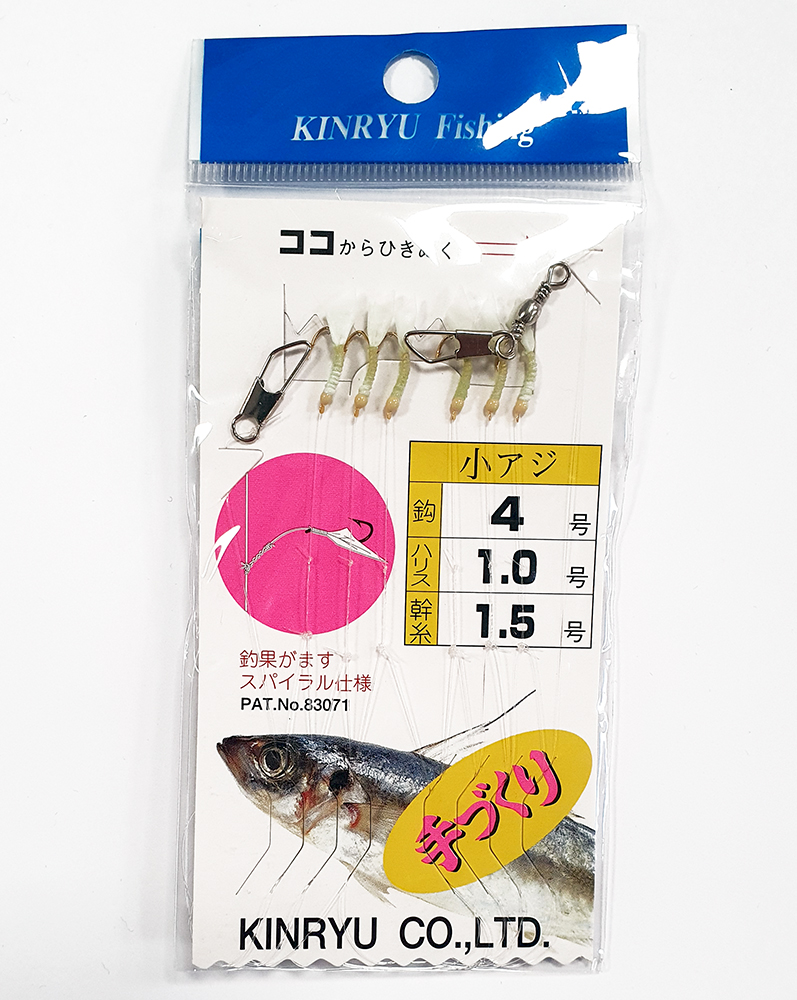 KINRYU Fishing
ココからひきぬく
小アジ
鈎 4 号
ハリス 1.0 号
幹糸 1.5 号
釣果がます
スパイラル仕様
PAT.No.83071
手づくり
KINRYU CO.,LTD.